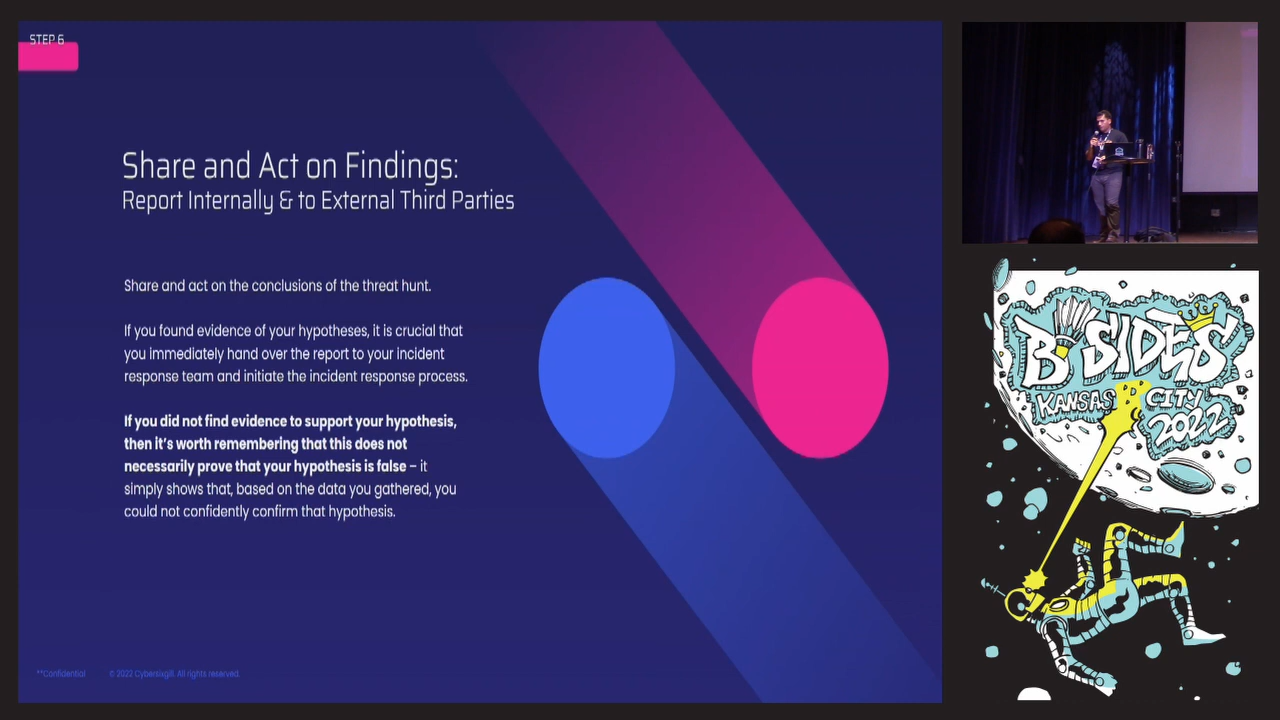 STEP 6
Share and Act on Findings:
Report Internally & to External Third Parties
Share and act on the conclusions of the threat hunt.
If you found evidence of your hypotheses, it is crucial that
you immediately hand over the report to your incident
response team and initiate the incident response process.
If you did not find evidence to support your hypothesis,
then it's worth remembering that this does not
necessarily prove that your hypothesis is false – it
simply shows that, based on the data you gathered, you
could not confidently confirm that hypothesis.
**Confidential © 2022 Cybersixgill. All rights reserved.
BSIDES
KANSAS CITY
2022